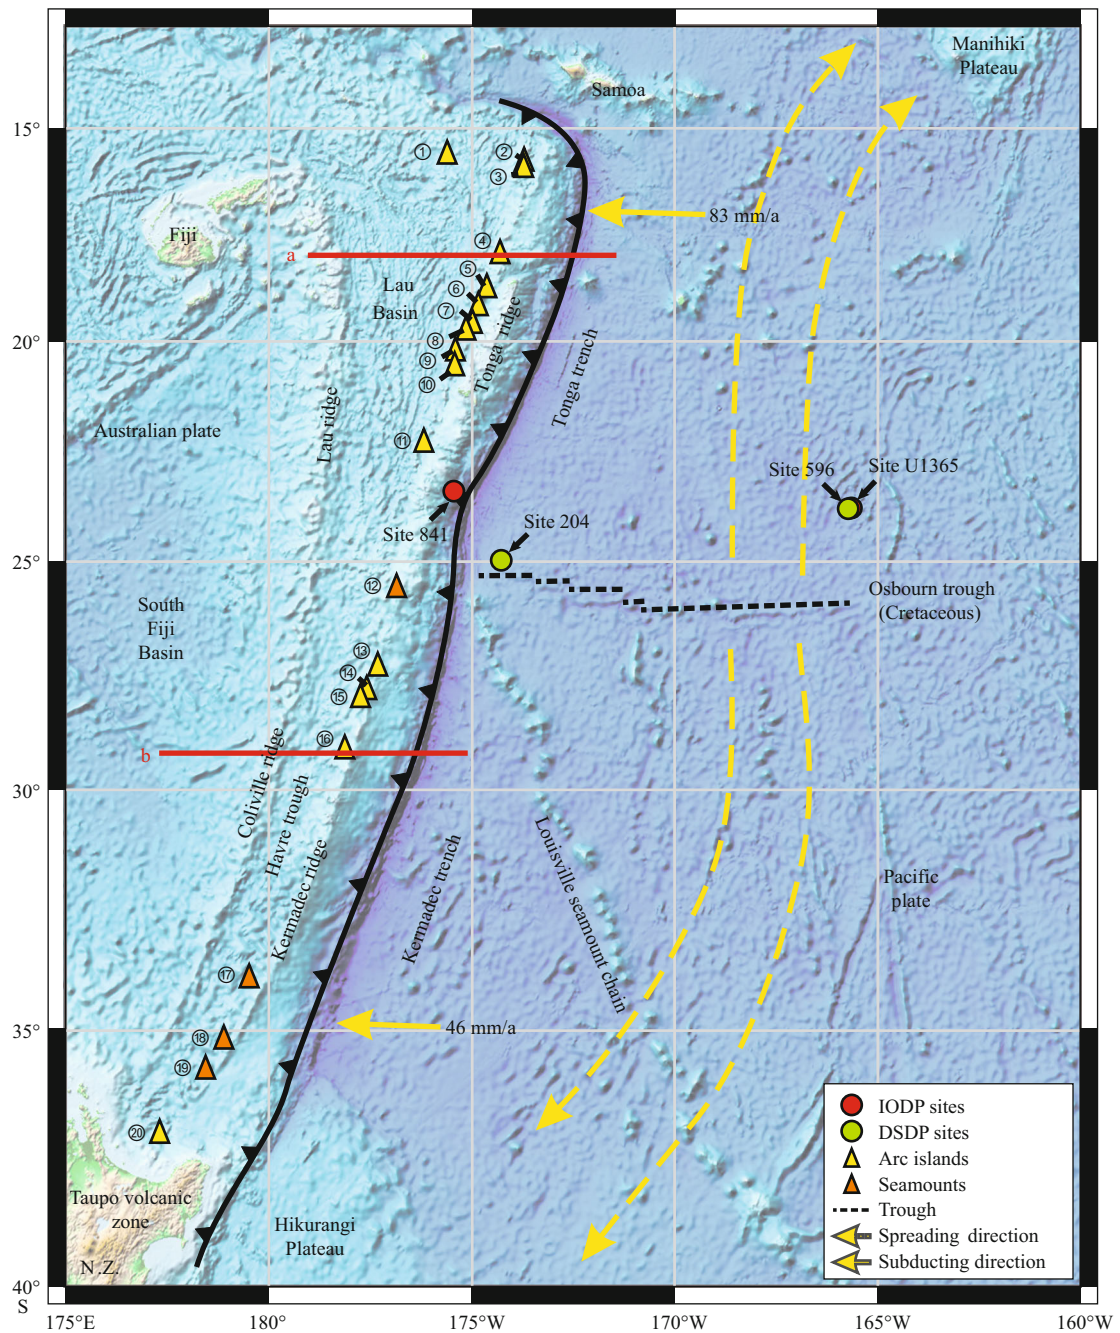 Manihiki
Plateau
Samoa
15°
①
②
③
83 mm/a
Fiji
④
a
⑤
Lau
Basin
⑥
⑦
Tonga ridge
⑧
20°
⑨
⑩
Tonga trench
Lau ridge
Australian plate
⑪
Site 596
Site U1365
Site 841
Site 204
25°
⑫
Osbourn trough
(Cretaceous)
South
Fiji
Basin
⑬
⑭
⑮
⑯
b
Coliville ridge
Havre trough
30°
Kermadec ridge
Kermadec trench
Louisville seamount chain
Pacific
plate
⑰
35°
46 mm/a
⑱
⑲
⑳
Taupo volcanic
zone
Hikurangi
Plateau
N.Z.
IODP sites
DSDP sites
Arc islands
Seamounts
Trough
Spreading direction
Subducting direction
40°
S
175°E
180°
175°W
170°W
165°W
160°W